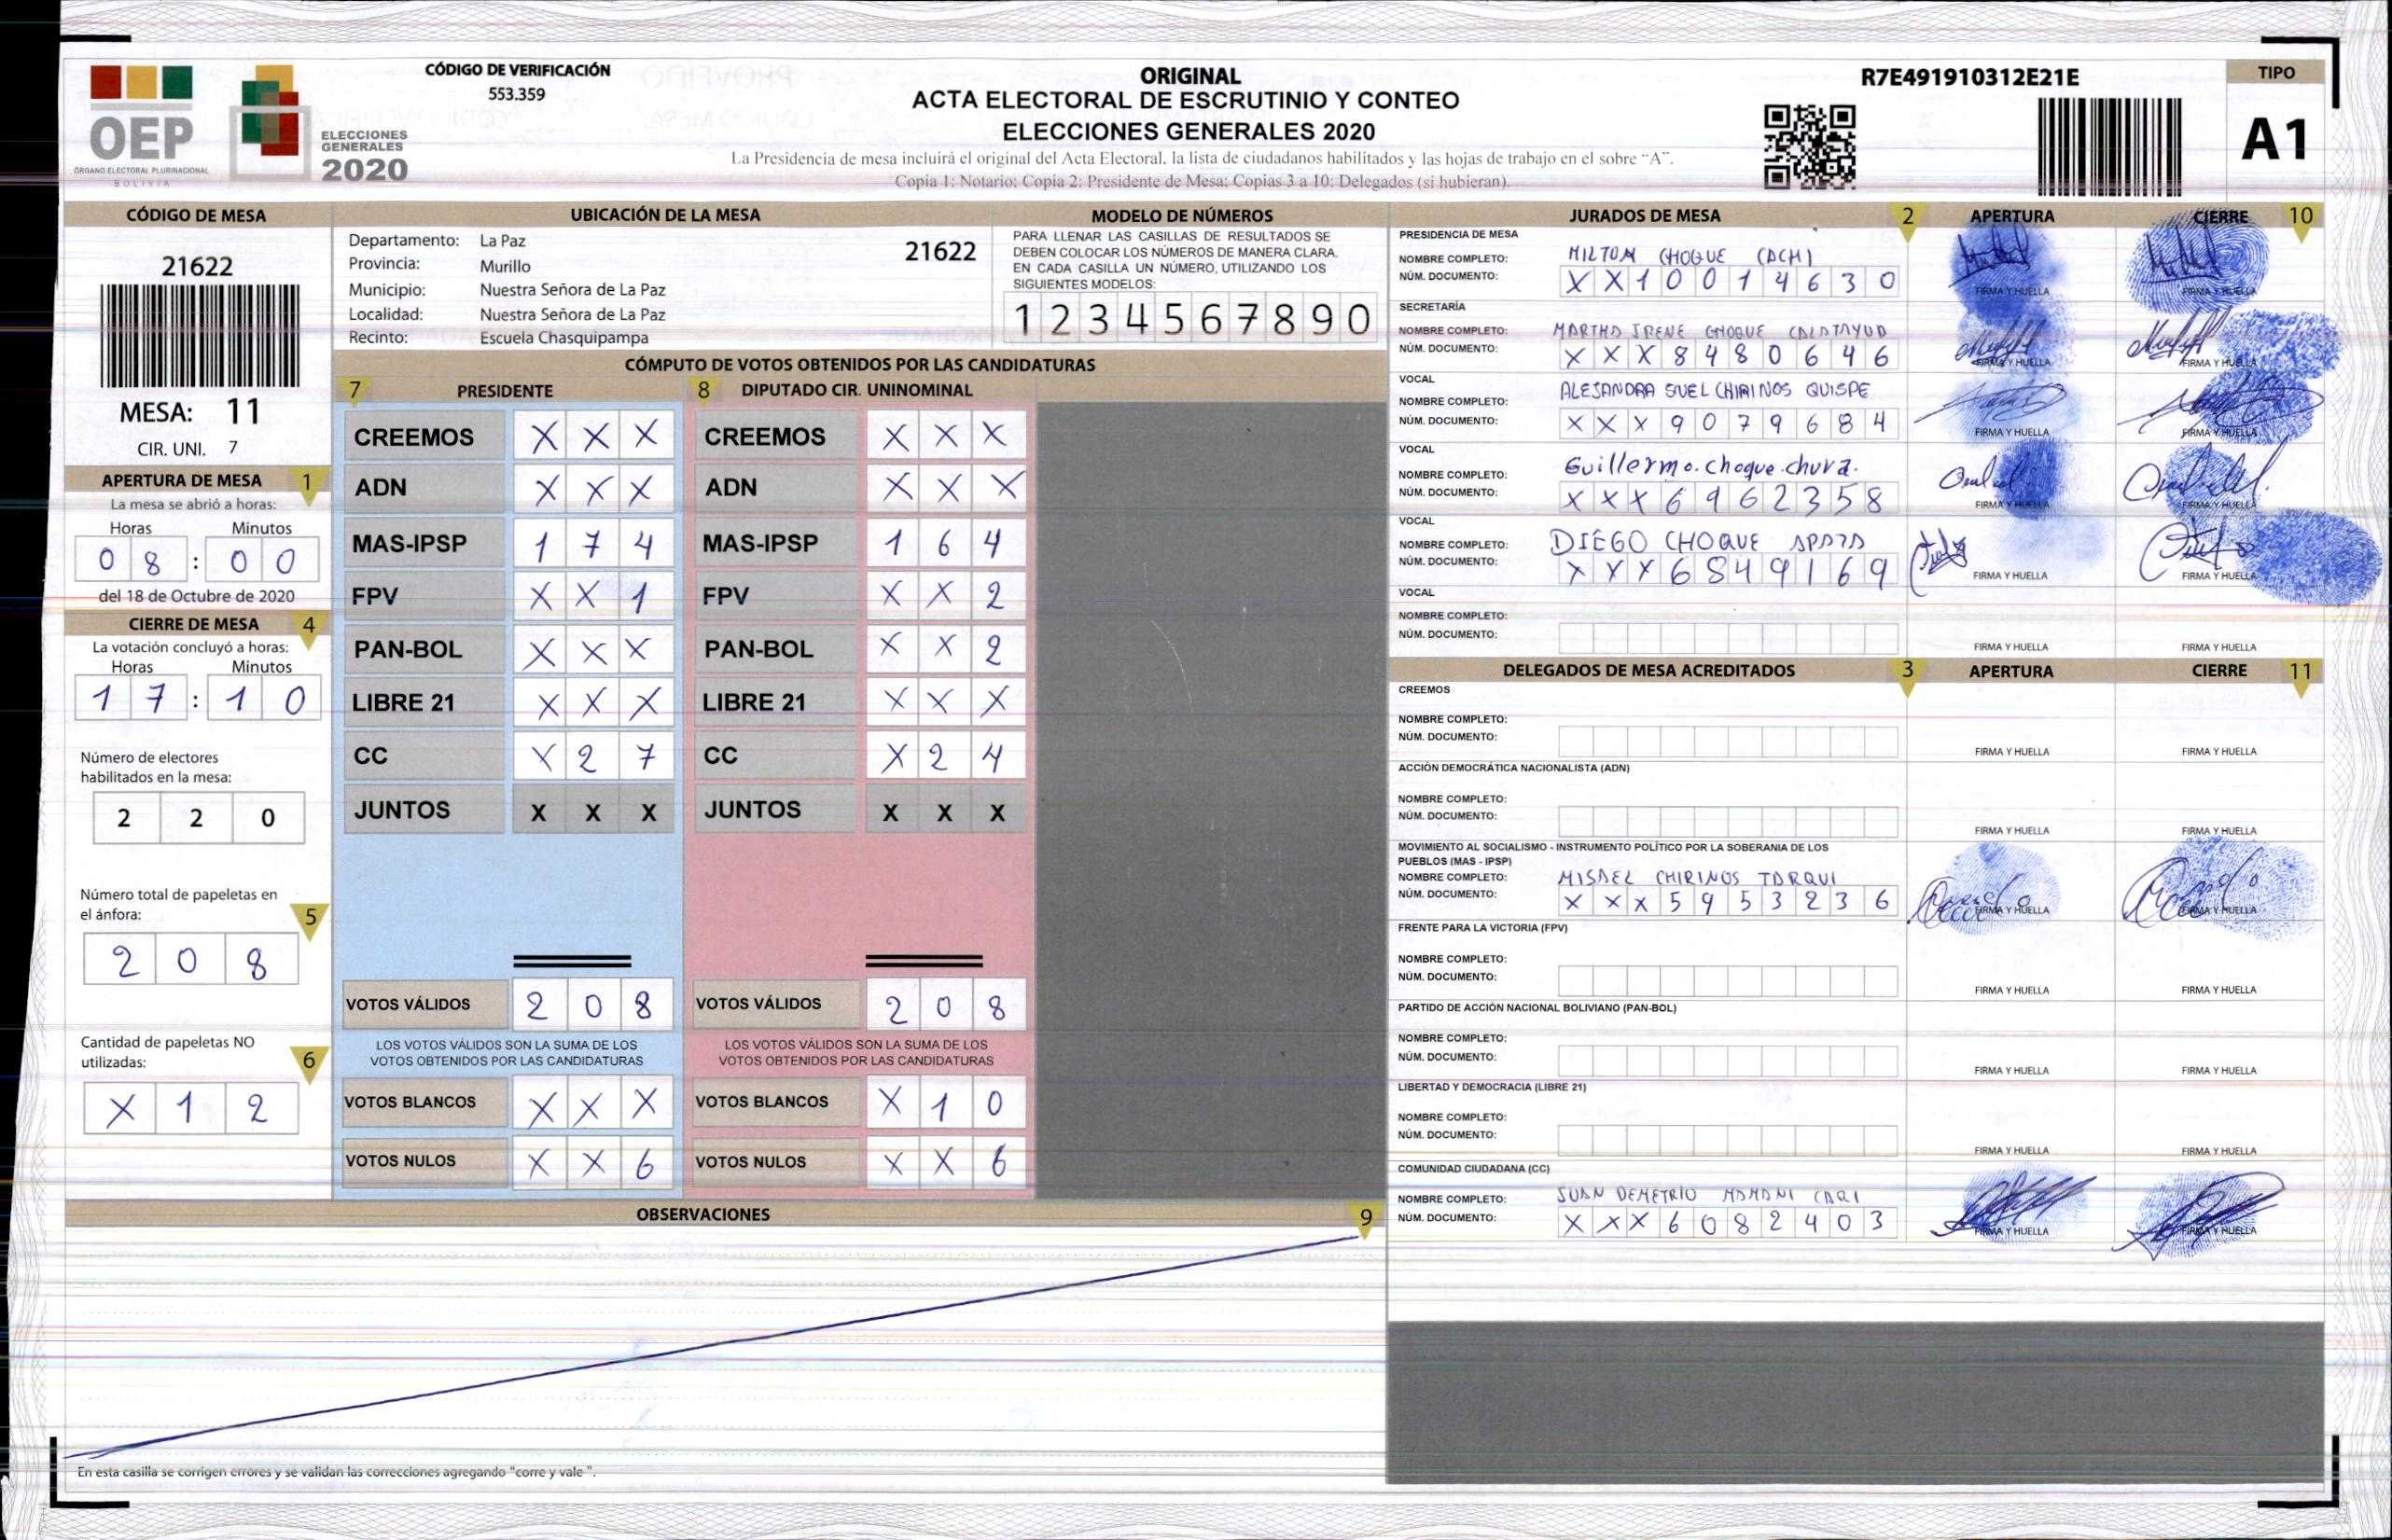 OEP
ÓRGANO ELECTORAL PLURINACIONAL
BOLIVIA
ELECCIONES
GENERALES
2020
CÓDIGO DE VERIFICACIÓN
553.359
ORIGINAL
ACTA ELECTORAL DE ESCRUTINIO Y CONTEO
ELECCIONES GENERALES 2020
La Presidencia de mesa incluirá el original del Acta Electoral, la lista de ciudadanos habilitados y las hojas de trabajo en el sobre "A".
Copia 1: Notario; Copia 2: Presidente de Mesa; Copias 3 a 10: Delegados (si hubieran).
R7E491910312E21E
TIPO
A1
CÓDIGO DE MESA
21622
MESA: 11
CIR. UNI. 7
APERTURA DE MESA 1
La mesa se abrió a horas:
Horas Minutos
0 8 : 0 0
del 18 de Octubre de 2020
CIERRE DE MESA 4
La votación concluyó a horas:
Horas Minutos
1 7 : 1 0
Número de electores
habilitados en la mesa:
2 2 0
Número total de papeletas en
el ánfora: 5
2 0 8
Cantidad de papeletas NO
utilizadas: 6
X 1 2
UBICACIÓN DE LA MESA
Departamento: La Paz 21622
Provincia: Murillo
Municipio: Nuestra Señora de La Paz
Localidad: Nuestra Señora de La Paz
Recinto: Escuela Chasquipampa
MODELO DE NÚMEROS
PARA LLENAR LAS CASILLAS DE RESULTADOS SE
DEBEN COLOCAR LOS NÚMEROS DE MANERA CLARA.
EN CADA CASILLA UN NÚMERO, UTILIZANDO LOS
SIGUIENTES MODELOS:
1 2 3 4 5 6 7 8 9 0
CÓMPUTO DE VOTOS OBTENIDOS POR LAS CANDIDATURAS
7 PRESIDENTE
CREEMOS X X X
ADN X X X
MAS-IPSP 1 7 4
FPV X X 1
PAN-BOL X X X
LIBRE 21 X X X
CC X 2 7
JUNTOS X X X
VOTOS VÁLIDOS 2 0 8
LOS VOTOS VÁLIDOS SON LA SUMA DE LOS
VOTOS OBTENIDOS POR LAS CANDIDATURAS
VOTOS BLANCOS X X X
VOTOS NULOS X X 6
8 DIPUTADO CIR. UNINOMINAL
CREEMOS X X X
ADN X X X
MAS-IPSP 1 6 4
FPV X X 2
PAN-BOL X X 2
LIBRE 21 X X X
CC X 2 4
JUNTOS X X X
VOTOS VÁLIDOS 2 0 8
LOS VOTOS VÁLIDOS SON LA SUMA DE LOS
VOTOS OBTENIDOS POR LAS CANDIDATURAS
VOTOS BLANCOS X 1 0
VOTOS NULOS X X 6
OBSERVACIONES 9
En esta casilla se corrigen errores y se validan las correcciones agregando "corre y vale ".
JURADOS DE MESA 2 APERTURA CIERRE 10
PRESIDENCIA DE MESA
NOMBRE COMPLETO: MILTON CHOQUE CACHI
NÚM. DOCUMENTO: X X 1 0 0 1 4 6 3 0
FIRMA Y HUELLA FIRMA Y HUELLA
SECRETARÍA
NOMBRE COMPLETO: MARTHA IRENE CHOQUE CALATAYUD
NÚM. DOCUMENTO: X X X 8 4 8 0 6 4 6
FIRMA Y HUELLA FIRMA Y HUELLA
VOCAL
NOMBRE COMPLETO: ALEJANDRA SUEL CHIRINOS QUISPE
NÚM. DOCUMENTO: X X X 9 0 7 9 6 8 4
FIRMA Y HUELLA FIRMA Y HUELLA
VOCAL
NOMBRE COMPLETO: Guillermo. choque. chura.
NÚM. DOCUMENTO: X X X 6 9 6 2 3 5 8
FIRMA Y HUELLA FIRMA Y HUELLA
VOCAL
NOMBRE COMPLETO: DIEGO CHOQUE APAZA
NÚM. DOCUMENTO: X X X 6 8 4 9 1 6 9
FIRMA Y HUELLA FIRMA Y HUELLA
VOCAL
NOMBRE COMPLETO:
NÚM. DOCUMENTO:
FIRMA Y HUELLA FIRMA Y HUELLA
DELEGADOS DE MESA ACREDITADOS 3 APERTURA CIERRE 11
CREEMOS
NOMBRE COMPLETO:
NÚM. DOCUMENTO:
FIRMA Y HUELLA FIRMA Y HUELLA
ACCIÓN DEMOCRÁTICA NACIONALISTA (ADN)
NOMBRE COMPLETO:
NÚM. DOCUMENTO:
FIRMA Y HUELLA FIRMA Y HUELLA
MOVIMIENTO AL SOCIALISMO - INSTRUMENTO POLÍTICO POR LA SOBERANIA DE LOS
PUEBLOS (MAS - IPSP)
NOMBRE COMPLETO: MISAEL CHIRINOS TARQUI
NÚM. DOCUMENTO: X X X 5 9 5 3 2 3 6
FIRMA Y HUELLA FIRMA Y HUELLA
FRENTE PARA LA VICTORIA (FPV)
NOMBRE COMPLETO:
NÚM. DOCUMENTO:
FIRMA Y HUELLA FIRMA Y HUELLA
PARTIDO DE ACCIÓN NACIONAL BOLIVIANO (PAN-BOL)
NOMBRE COMPLETO:
NÚM. DOCUMENTO:
FIRMA Y HUELLA FIRMA Y HUELLA
LIBERTAD Y DEMOCRACIA (LIBRE 21)
NOMBRE COMPLETO:
NÚM. DOCUMENTO:
FIRMA Y HUELLA FIRMA Y HUELLA
COMUNIDAD CIUDADANA (CC)
NOMBRE COMPLETO: JUAN DEMETRIO MAMANI CARI
NÚM. DOCUMENTO: X X X 6 0 8 2 4 0 3
FIRMA Y HUELLA FIRMA Y HUELLA